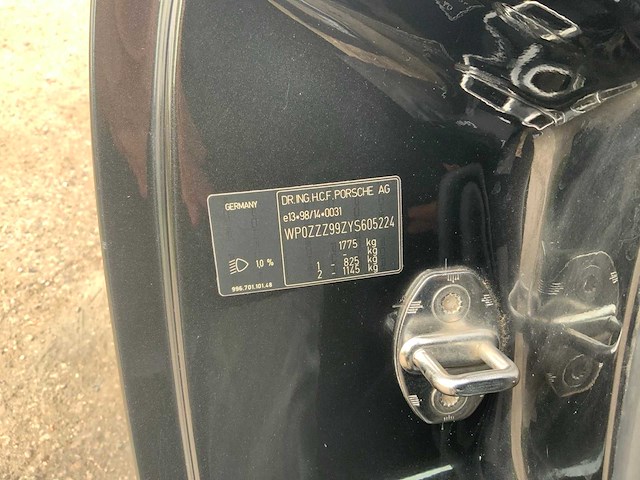 GERMANY
DR.ING.H.C.F.PORSCHE AG
e13*98/14*0031
WP0ZZZ99ZYS605224
1775 kg
- kg
1 - 825 kg
2 - 1145 kg
1,0 %
996.701.101.48